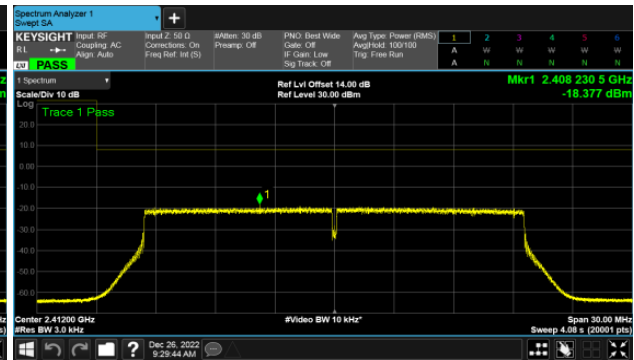 Spectrum Analyzer 1
Swept SA
+
KEYSIGHT Input: RF Input Z: 50 Ω #Atten: 30 dB PNO: Best Wide Avg Type: Power (RMS) 1 2 3 4 5 6
RL Coupling: AC Corrections: On Preamp: Off Gate: Off Avg|Hold: 100/100 A W W W W W
Align: Auto Freq Ref: Int (S) IF Gain: Low Trig: Free Run
LXI PASS Sig Track: Off A N N N N N
1 Spectrum Ref Lvl Offset 14.00 dB Mkr1 2.408 230 5 GHz
Scale/Div 10 dB Ref Level 30.00 dBm -18.377 dBm
Log
Trace 1 Pass
20.0
10.0
0.00
-10.0
1
-20.0
-30.0
-40.0
-50.0
-60.0
Center 2.41200 GHz #Video BW 10 kHz* Span 30.00 MHz
#Res BW 3.0 kHz Sweep 4.08 s (20001 pts)
? Dec 26, 2022
9:29:44 AM